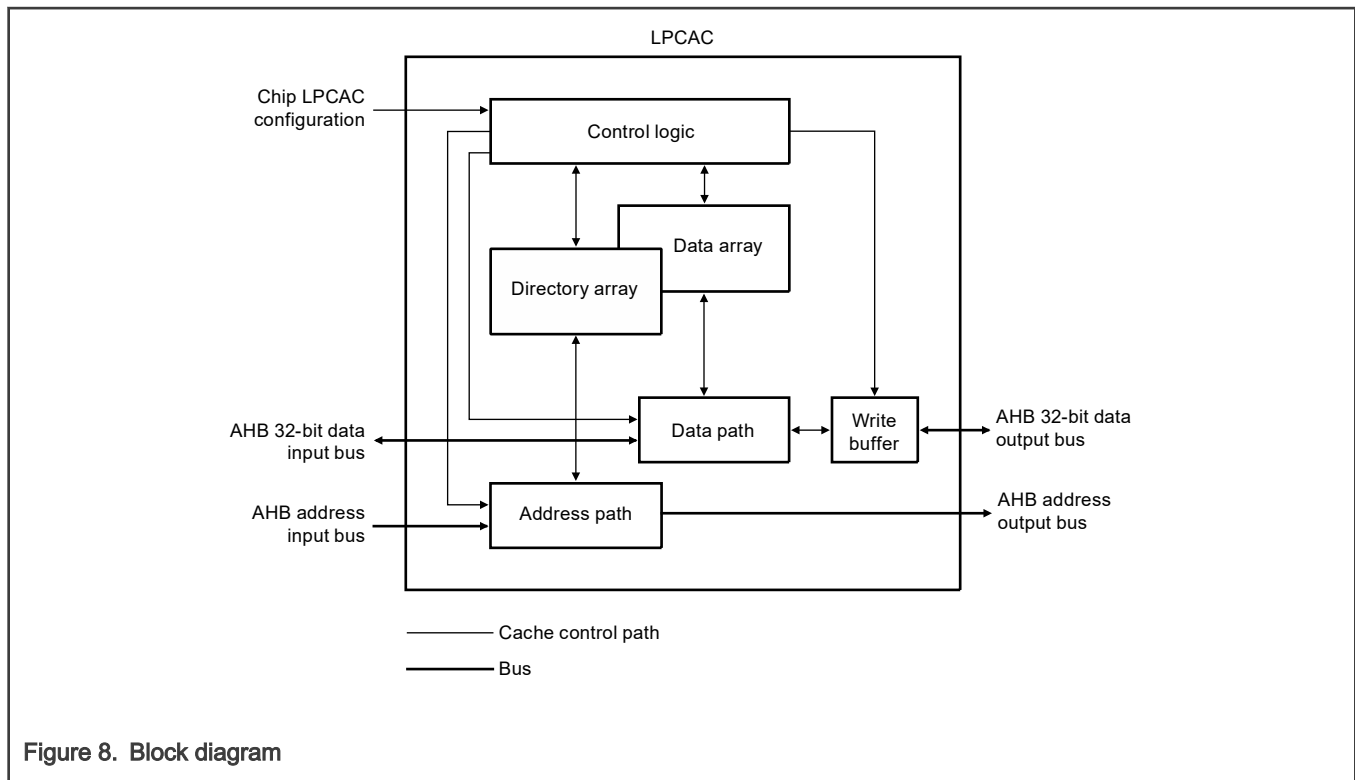 LPCAC
Chip LPCAC
configuration
Control logic
Data array
Directory array
AHB 32-bit data
input bus
Data path
Write
buffer
AHB 32-bit data
output bus
AHB address
input bus
Address path
AHB address
output bus
Cache control path
Bus
Figure 8. Block diagram